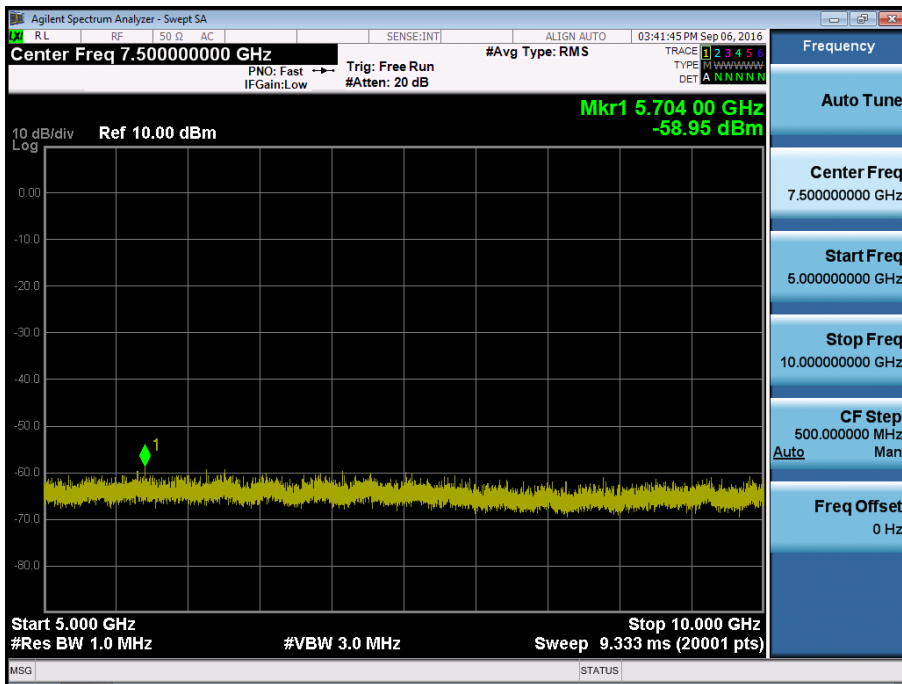 Agilent Spectrum Analyzer - Swept SA
LXI RL RF 50 Ω AC SENSE:INT ALIGN AUTO 03:41:45 PM Sep 06, 2016
Center Freq 7.500000000 GHz
PNO: Fast
IFGain:Low
Trig: Free Run
#Atten: 20 dB
#Avg Type: RMS
TRACE 1 2 3 4 5 6
TYPE M WWWWW
DET A N N N N N
Mkr1 5.704 00 GHz
-58.95 dBm
10 dB/div Ref 10.00 dBm
Log
0.00
-10.0
-20.0
-30.0
-40.0
-50.0
1
-60.0
-70.0
-80.0
Start 5.000 GHz Stop 10.000 GHz
#Res BW 1.0 MHz #VBW 3.0 MHz Sweep 9.333 ms (20001 pts)
MSG STATUS
Frequency
Auto Tune
Center Freq
7.500000000 GHz
Start Freq
5.000000000 GHz
Stop Freq
10.000000000 GHz
CF Step
500.000000 MHz
Auto Man
Freq Offset
0 Hz